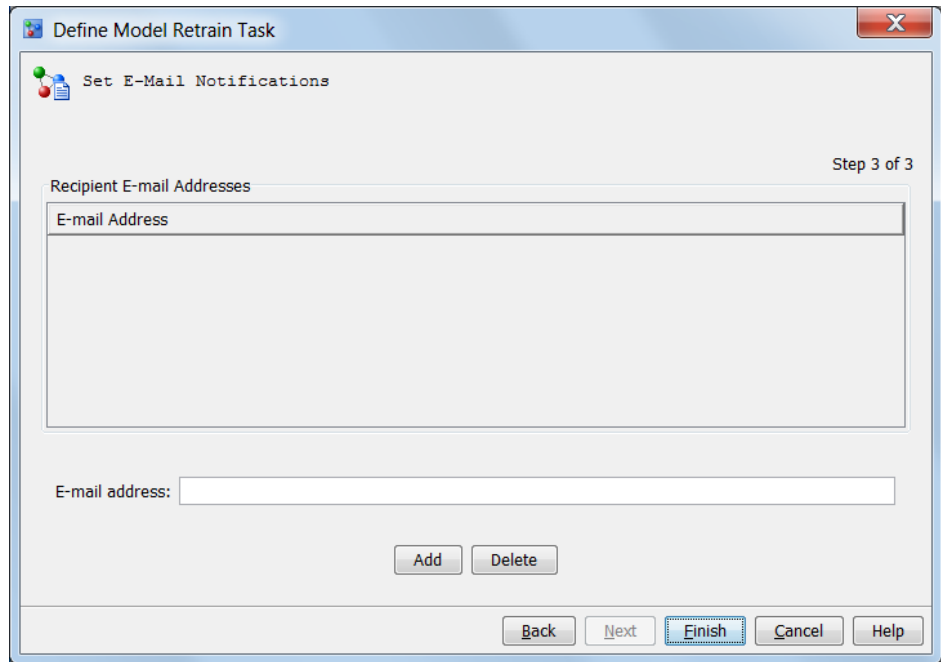 Define Model Retrain Task
X
Set E-Mail Notifications
Step 3 of 3
Recipient E-mail Addresses
E-mail Address
E-mail address:
Add Delete
Back Next Finish Cancel Help